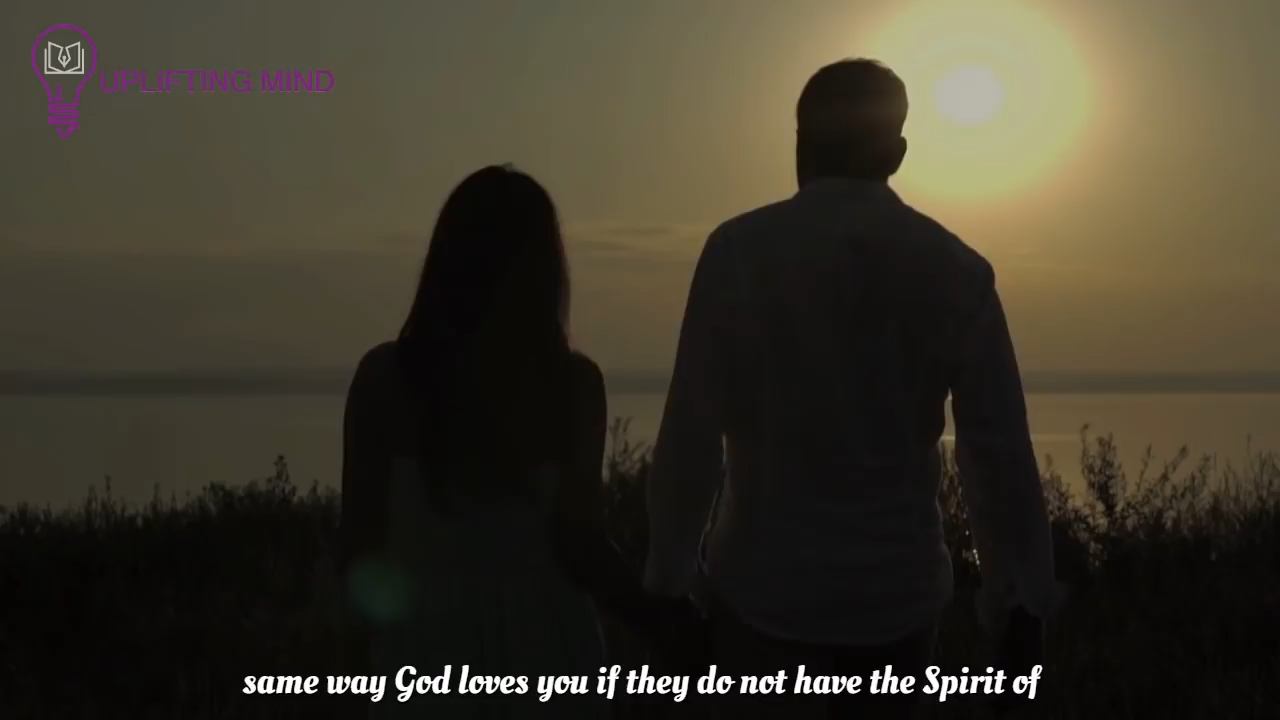 UPLIFTING MIND
same way God loves you if they do not have the Spirit of